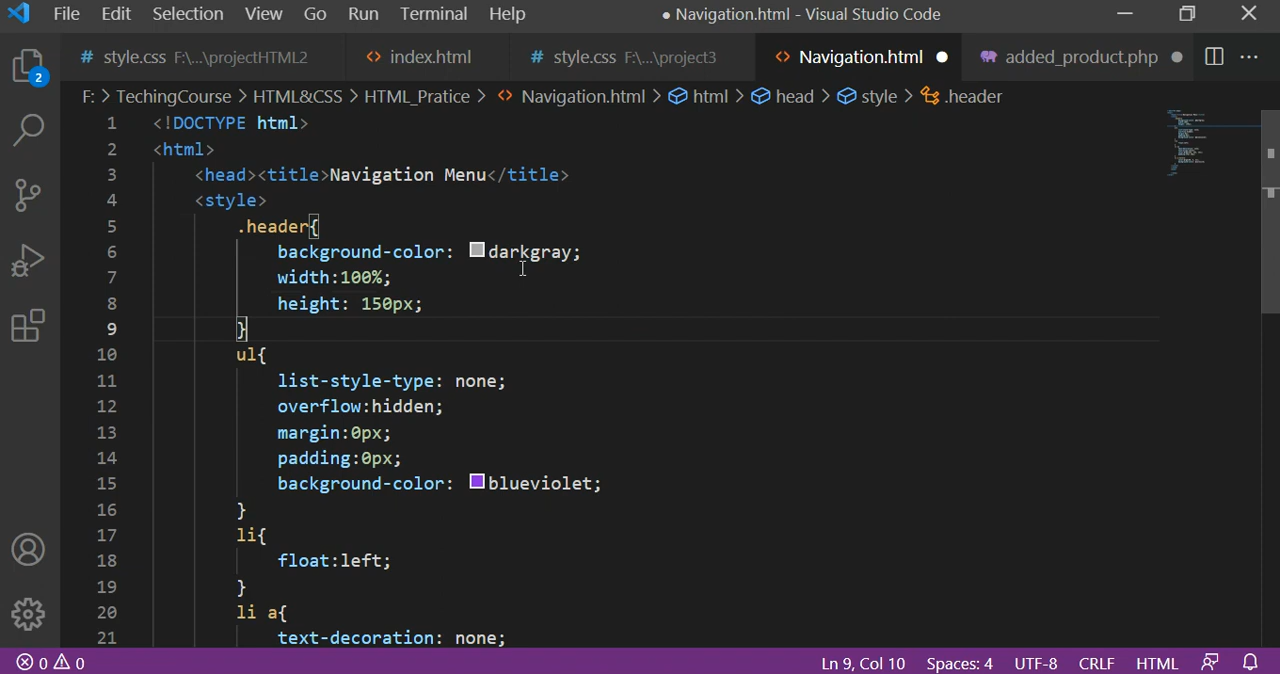 File Edit Selection View Go Run Terminal Help ● Navigation.html - Visual Studio Code
# style.css F:\...\projectHTML2 <> index.html # style.css F:\...\project3 <> Navigation.html ● added_product.php ●
2
F: > TechingCourse > HTML&CSS > HTML_Pratice > <> Navigation.html > html > head > style > .header
1 <!DOCTYPE html>
2 <html>
3 <head><title>Navigation Menu</title>
4 <style>
5 .header{
6 background-color: darkgray;
7 width:100%;
8 height: 150px;
9 }
10 ul{
11 list-style-type: none;
12 overflow:hidden;
13 margin:0px;
14 padding:0px;
15 background-color: blueviolet;
16 }
17 li{
18 float:left;
19 }
20 li a{
21 text-decoration: none;
0 0 Ln 9, Col 10 Spaces: 4 UTF-8 CRLF HTML